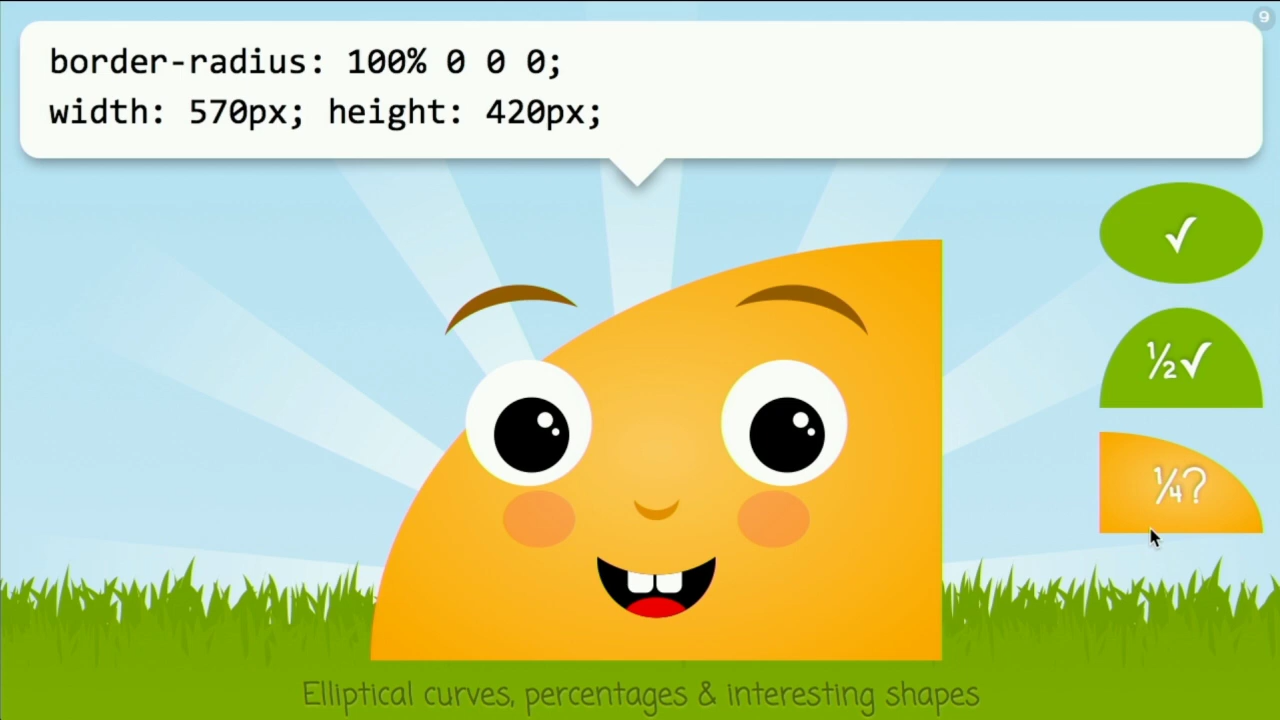 9
border-radius: 100% 0 0 0;
width: 570px; height: 420px;
✓
½✓
¼?
Elliptical curves, percentages & interesting shapes